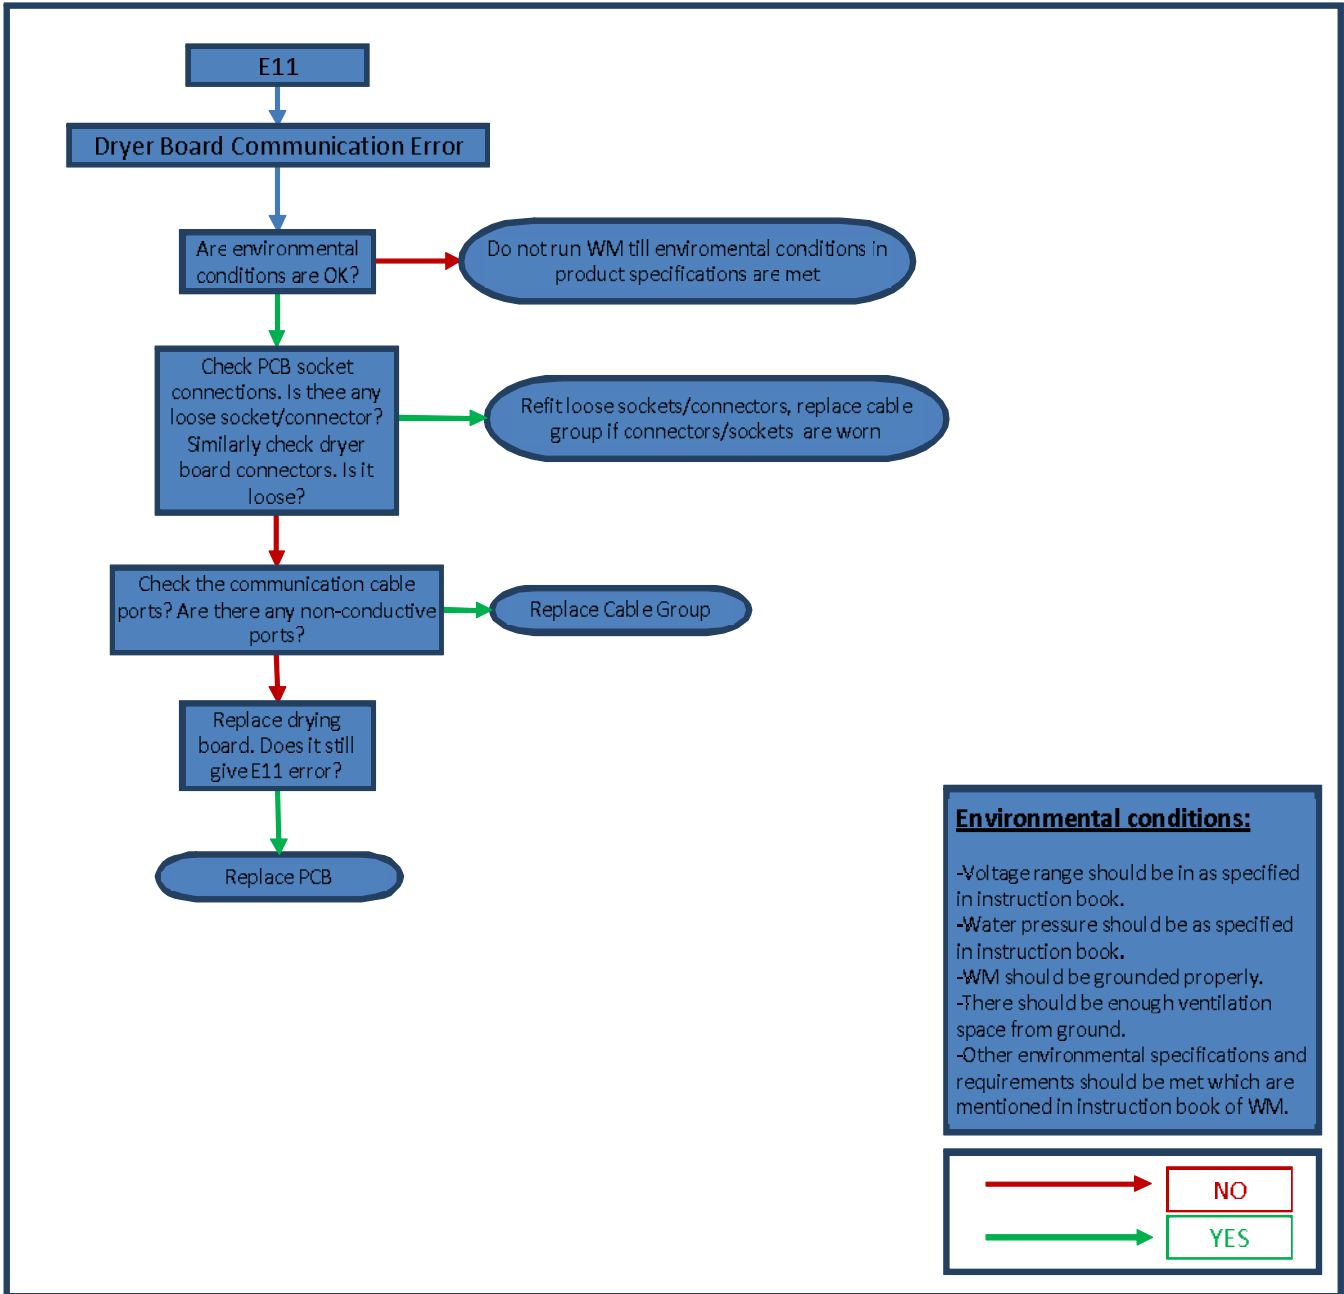 E11
Dryer Board Communication Error
Are environmental
conditions are OK?
Do not run WM till enviromental conditions in
product specifications are met
Check PCB socket
connections. Is thee any
loose socket/connector?
Similarly check dryer
board connectors. Is it
loose?
Refit loose sockets/connectors, replace cable
group if connectors/sockets are worn
Check the communication cable
ports? Are there any non-conductive
ports?
Replace Cable Group
Replace drying
board. Does it still
give E11 error?
Replace PCB
Environmental conditions:
-Voltage range should be in as specified
in instruction book.
-Water pressure should be as specified
in instruction book.
-WM should be grounded properly.
-There should be enough ventilation
space from ground.
-Other environmental specifications and
requirements should be met which are
mentioned in instruction book of WM.
NO
YES